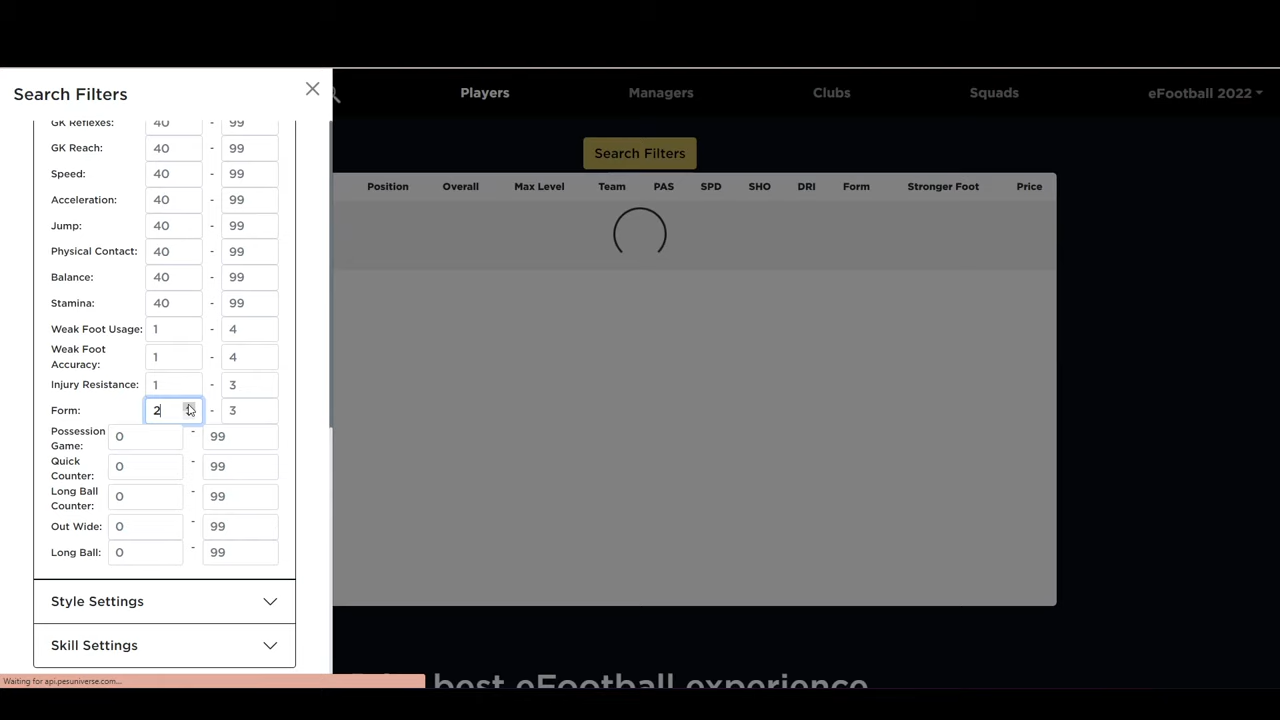 Search Filters
Players
Managers
Clubs
Squads
eFootball 2022
Search Filters
Position
Overall
Max Level
Team
PAS
SPD
SHO
DRI
Form
Stronger Foot
Price
GK Reflexes: 40 - 99
GK Reach: 40 - 99
Speed: 40 - 99
Acceleration: 40 - 99
Jump: 40 - 99
Physical Contact: 40 - 99
Balance: 40 - 99
Stamina: 40 - 99
Weak Foot Usage: 1 - 4
Weak Foot
Accuracy: 1 - 4
Injury Resistance: 1 - 3
Form: 2 - 3
Possession
Game: 0 - 99
Quick
Counter: 0 - 99
Long Ball
Counter: 0 - 99
Out Wide: 0 - 99
Long Ball: 0 - 99
Style Settings
Skill Settings
Waiting for api.pesuniverse.com...
best eFootball experience